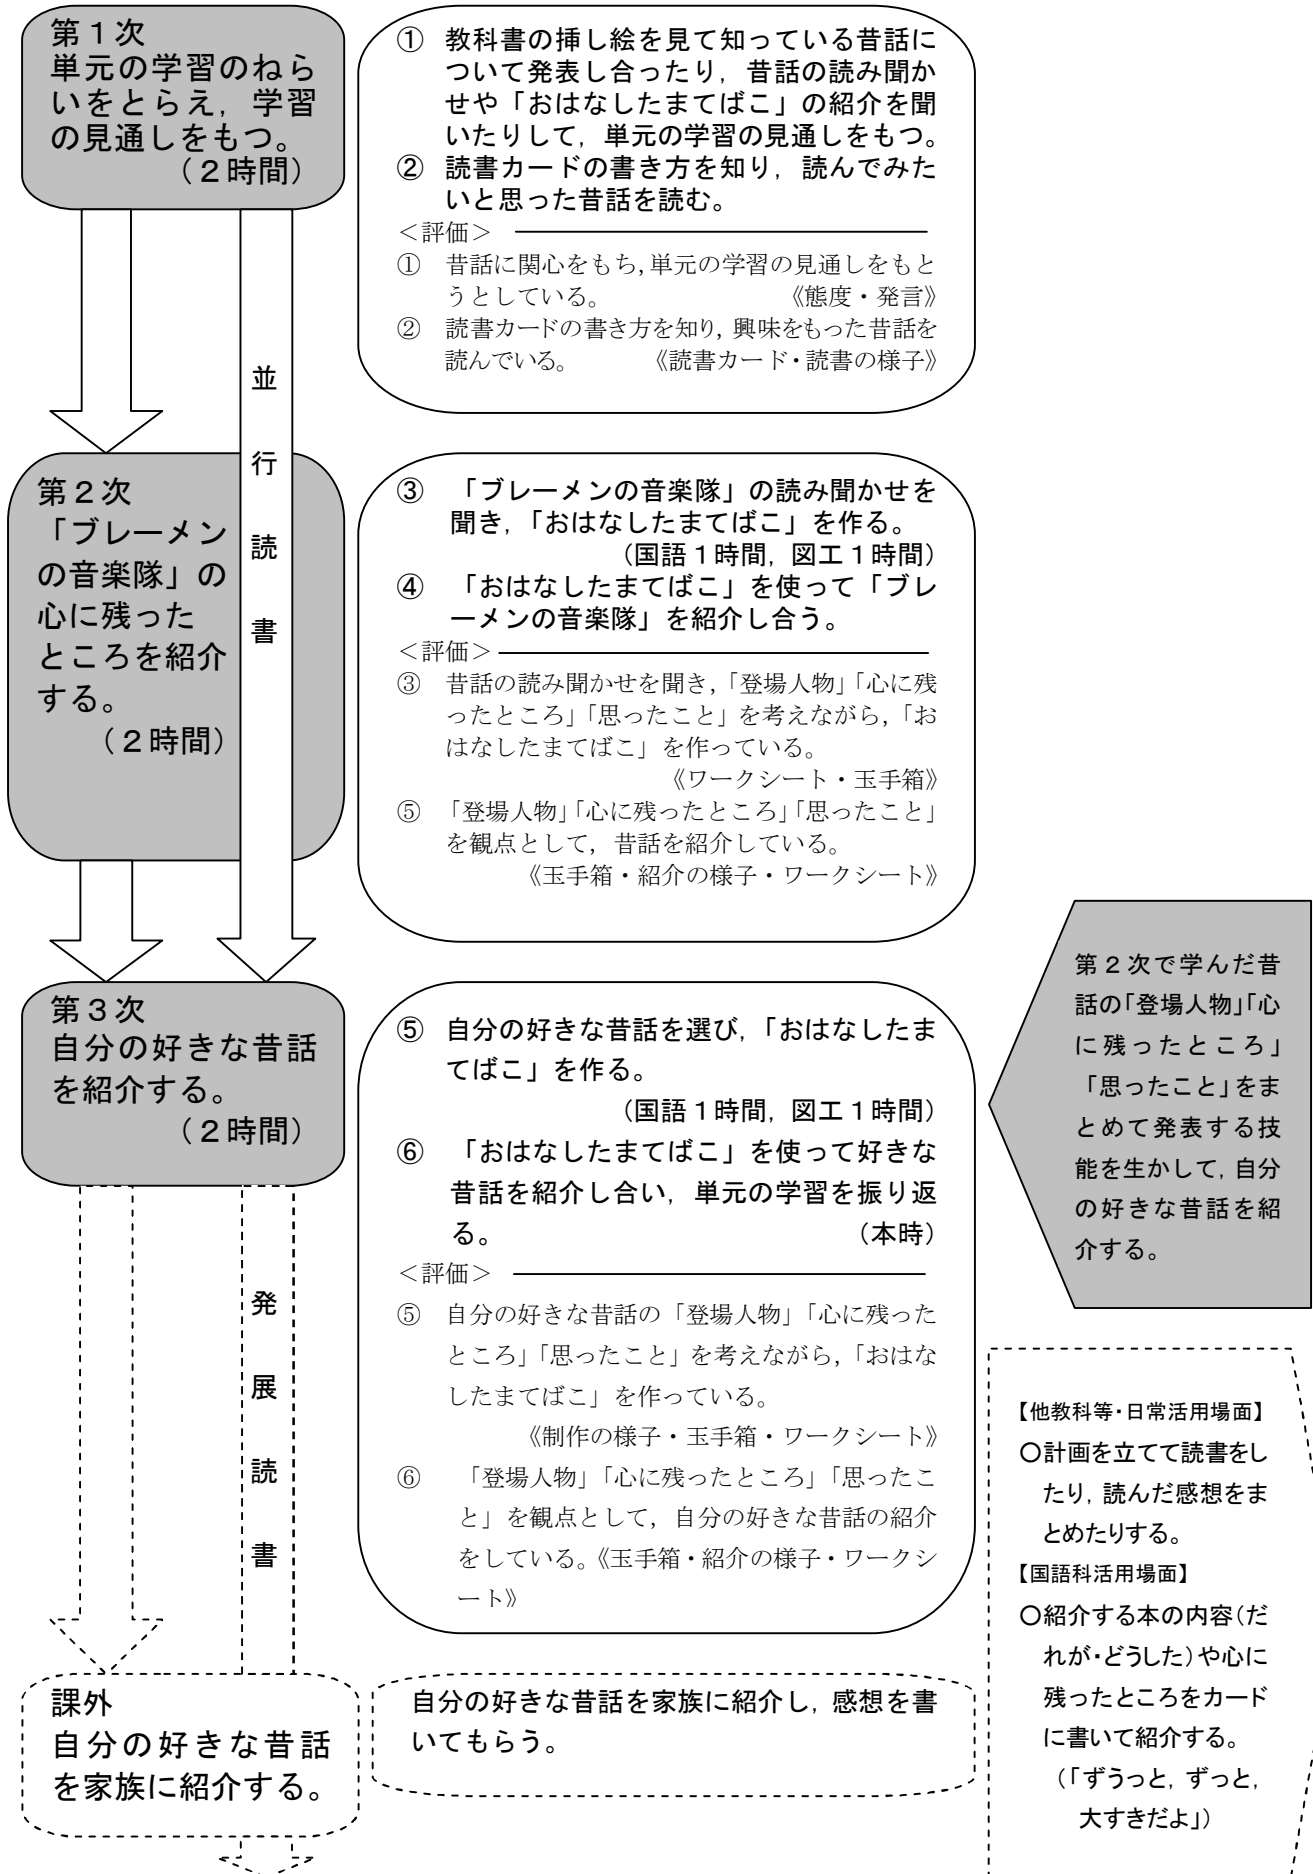 第１次
単元の学習のねら
いをとらえ，学習
の見通しをもつ。
（２時間）
① 教科書の挿し絵を見て知っている昔話に
ついて発表し合ったり，昔話の読み聞か
せや「おはなしたまてばこ」の紹介を聞
いたりして，単元の学習の見通しをもつ。
② 読書カードの書き方を知り，読んでみた
いと思った昔話を読む。
＜評価＞
① 昔話に関心をもち，単元の学習の見通しをもと
うとしている。 《態度・発言》
② 読書カードの書き方を知り，興味をもった昔話を
読んでいる。 《読書カード・読書の様子》
並行読書
第２次
「ブレーメン
の音楽隊」の
心に残った
ところを紹介
する。
（２時間）
③ 「ブレーメンの音楽隊」の読み聞かせを
聞き，「おはなしたまてばこ」を作る。
（国語１時間，図工１時間）
④ 「おはなしたまてばこ」を使って「ブレ
ーメンの音楽隊」を紹介し合う。
＜評価＞
③ 昔話の読み聞かせを聞き，「登場人物」「心に残
ったところ」「思ったこと」を考えながら，「お
はなしたまてばこ」を作っている。
《ワークシート・玉手箱》
⑤ 「登場人物」「心に残ったところ」「思ったこと」
を観点として，昔話を紹介している。
《玉手箱・紹介の様子・ワークシート》
第３次
自分の好きな昔話
を紹介する。
（２時間）
⑤ 自分の好きな昔話を選び，「おはなしたま
てばこ」を作る。
（国語１時間，図工１時間）
⑥ 「おはなしたまてばこ」を使って好きな
昔話を紹介し合い，単元の学習を振り返
る。 （本時）
＜評価＞
⑤ 自分の好きな昔話の「登場人物」「心に残った
ところ」「思ったこと」を考えながら，「おはな
したまてばこ」を作っている。
《制作の様子・玉手箱・ワークシート》
⑥ 「登場人物」「心に残ったところ」「思ったこ
と」を観点として，自分の好きな昔話の紹介
をしている。《玉手箱・紹介の様子・ワークシ
ート》
第２次で学んだ昔
話の「登場人物」「心
に残ったところ」
「思ったこと」をま
とめて発表する技
能を生かして，自分
の好きな昔話を紹
介する。
発展読書
【他教科等・日常活用場面】
○計画を立てて読書をし
たり，読んだ感想をま
とめたりする。
【国語科活用場面】
○紹介する本の内容（だ
れが・どうした）や心に
残ったところをカード
に書いて紹介する。
（「ずうっと，ずっと，
大すきだよ」）
課外
自分の好きな昔話
を家族に紹介する。
自分の好きな昔話を家族に紹介し，感想を書
いてもらう。